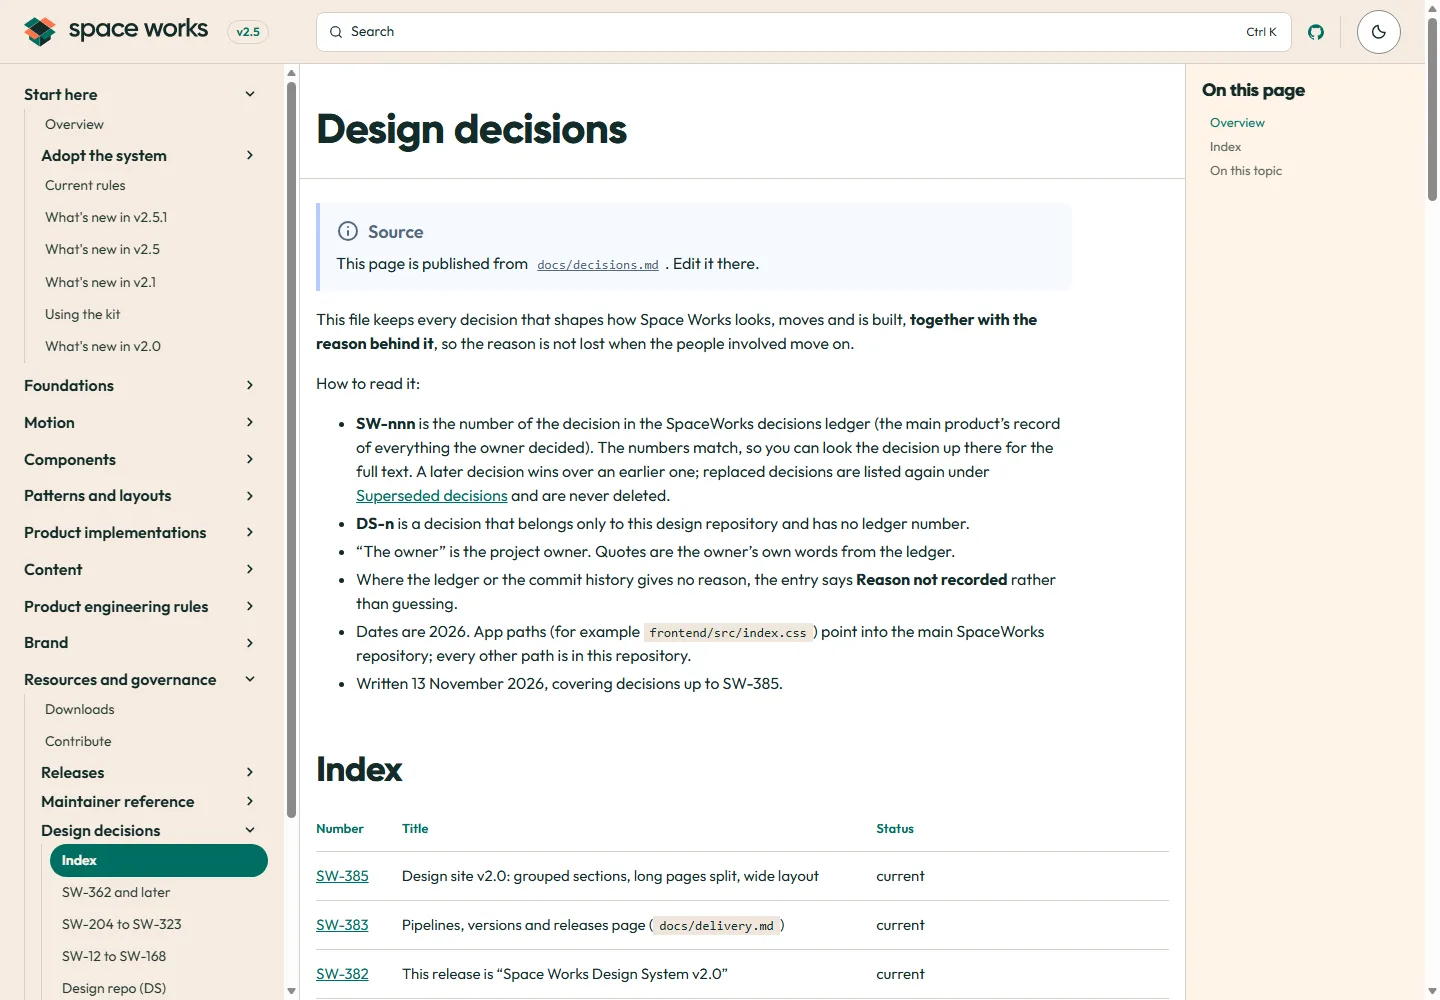 space works
v2.5
Search
Ctrl K
Start here
Overview
Adopt the system
Current rules
What's new in v2.5.1
What's new in v2.5
What's new in v2.1
Using the kit
What's new in v2.0
Foundations
Motion
Components
Patterns and layouts
Product implementations
Content
Product engineering rules
Brand
Resources and governance
Downloads
Contribute
Releases
Maintainer reference
Design decisions
Index
SW-362 and later
SW-204 to SW-323
SW-12 to SW-168
Design repo (DS)
Design decisions
Source
This page is published from docs/decisions.md . Edit it there.
This file keeps every decision that shapes how Space Works looks, moves and is built, together with the
reason behind it, so the reason is not lost when the people involved move on.
How to read it:
• SW-nnn is the number of the decision in the SpaceWorks decisions ledger (the main product’s record
of everything the owner decided). The numbers match, so you can look the decision up there for the
full text. A later decision wins over an earlier one; replaced decisions are listed again under
Superseded decisions and are never deleted.
• DS-n is a decision that belongs only to this design repository and has no ledger number.
• “The owner” is the project owner. Quotes are the owner’s own words from the ledger.
• Where the ledger or the commit history gives no reason, the entry says Reason not recorded rather
than guessing.
• Dates are 2026. App paths (for example frontend/src/index.css ) point into the main SpaceWorks
repository; every other path is in this repository.
• Written 13 November 2026, covering decisions up to SW-385.
Index
Number Title Status
SW-385 Design site v2.0: grouped sections, long pages split, wide layout current
SW-383 Pipelines, versions and releases page ( docs/delivery.md ) current
SW-382 This release is “Space Works Design System v2.0” current
On this page
Overview
Index
On this topic